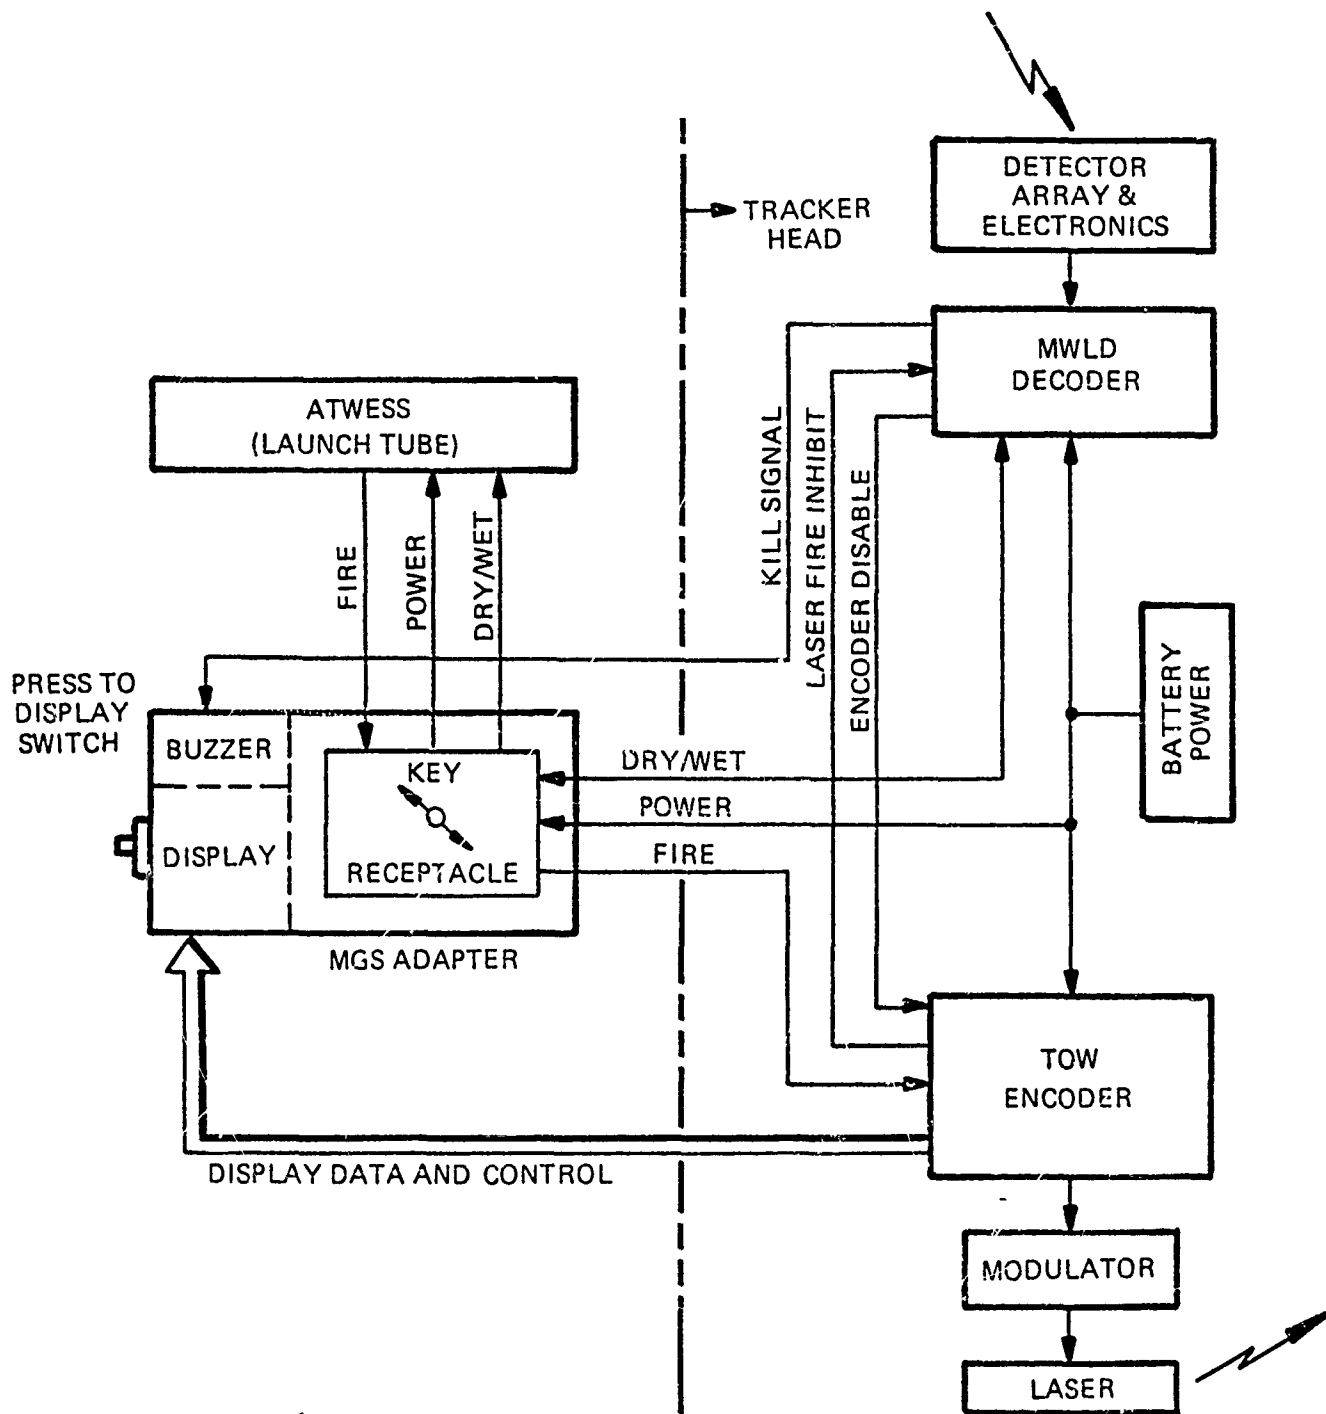 DETECTOR
ARRAY &
ELECTRONICS
TRACKER
HEAD
MWLD
DECODER
ATWESS
(LAUNCH TUBE)
KILL SIGNAL
LASER FIRE INHIBIT
ENCODER DISABLE
FIRE
POWER
DRY/WET
BATTERY
POWER
PRESS TO
DISPLAY
SWITCH
BUZZER
KEY
DRY/WET
POWER
DISPLAY
RECEPTACLE
FIRE
MGS ADAPTER
TOW
ENCODER
DISPLAY DATA AND CONTROL
MODULATOR
LASER